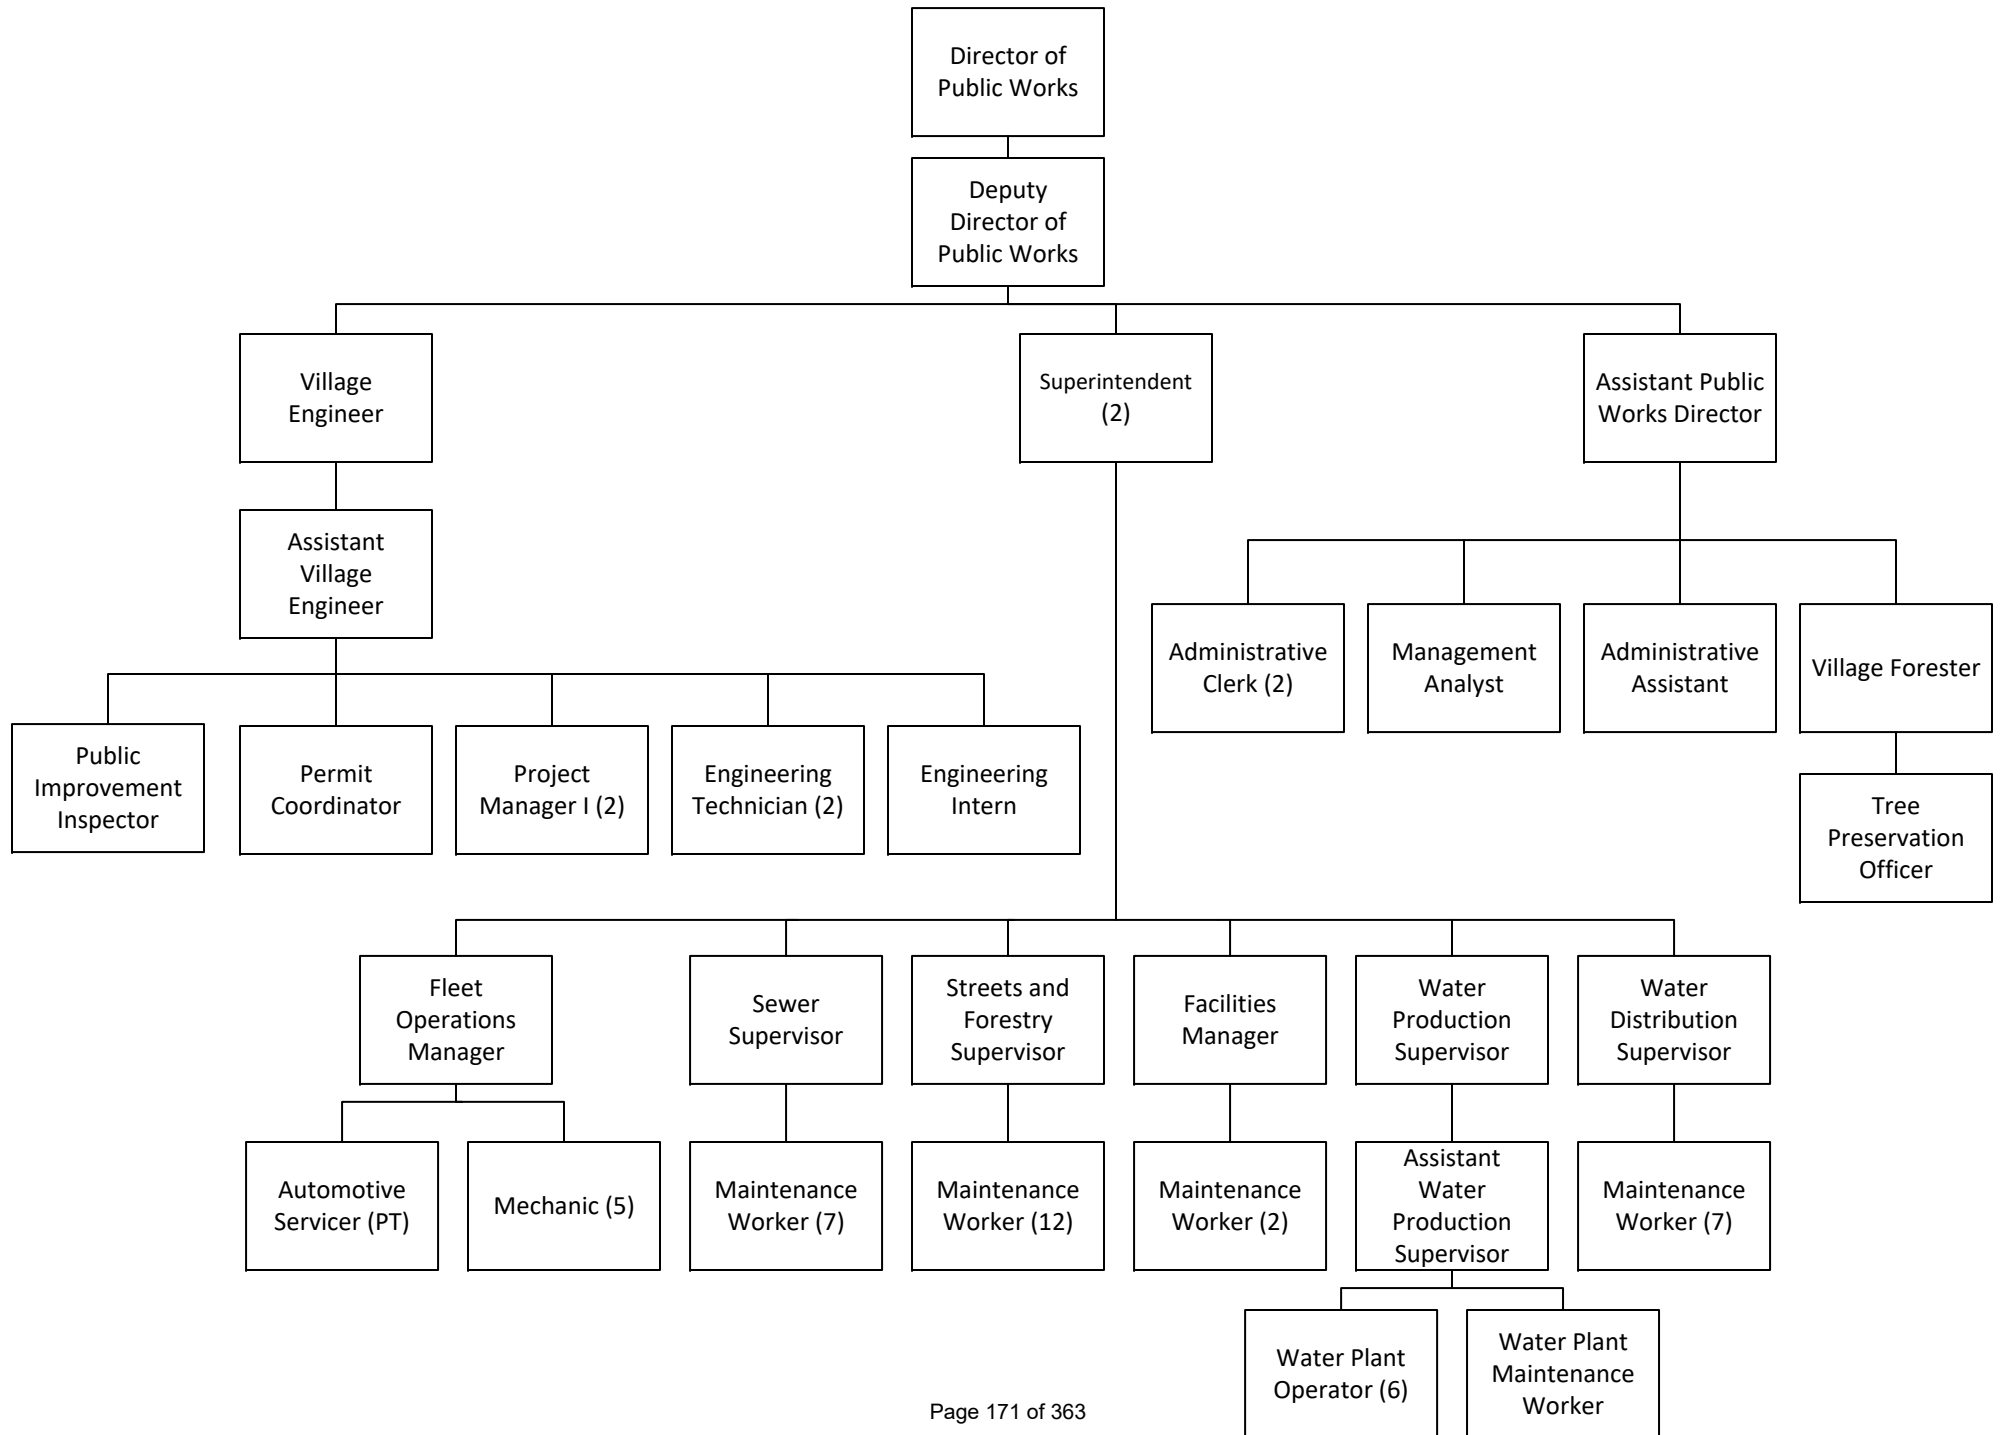 Director of
Public Works
Deputy
Director of
Public Works
Village
Engineer
Superintendent
(2)
Assistant Public
Works Director
Assistant
Village
Engineer
Administrative
Clerk (2)
Management
Analyst
Administrative
Assistant
Village Forester
Public
Improvement
Inspector
Permit
Coordinator
Project
Manager I (2)
Engineering
Technician (2)
Engineering
Intern
Tree
Preservation
Officer
Fleet
Operations
Manager
Sewer
Supervisor
Streets and
Forestry
Supervisor
Facilities
Manager
Water
Production
Supervisor
Water
Distribution
Supervisor
Automotive
Servicer (PT)
Mechanic (5)
Maintenance
Worker (7)
Maintenance
Worker (12)
Maintenance
Worker (2)
Assistant
Water
Production
Supervisor
Maintenance
Worker (7)
Water Plant
Operator (6)
Water Plant
Maintenance
Worker
Page 171 of 363